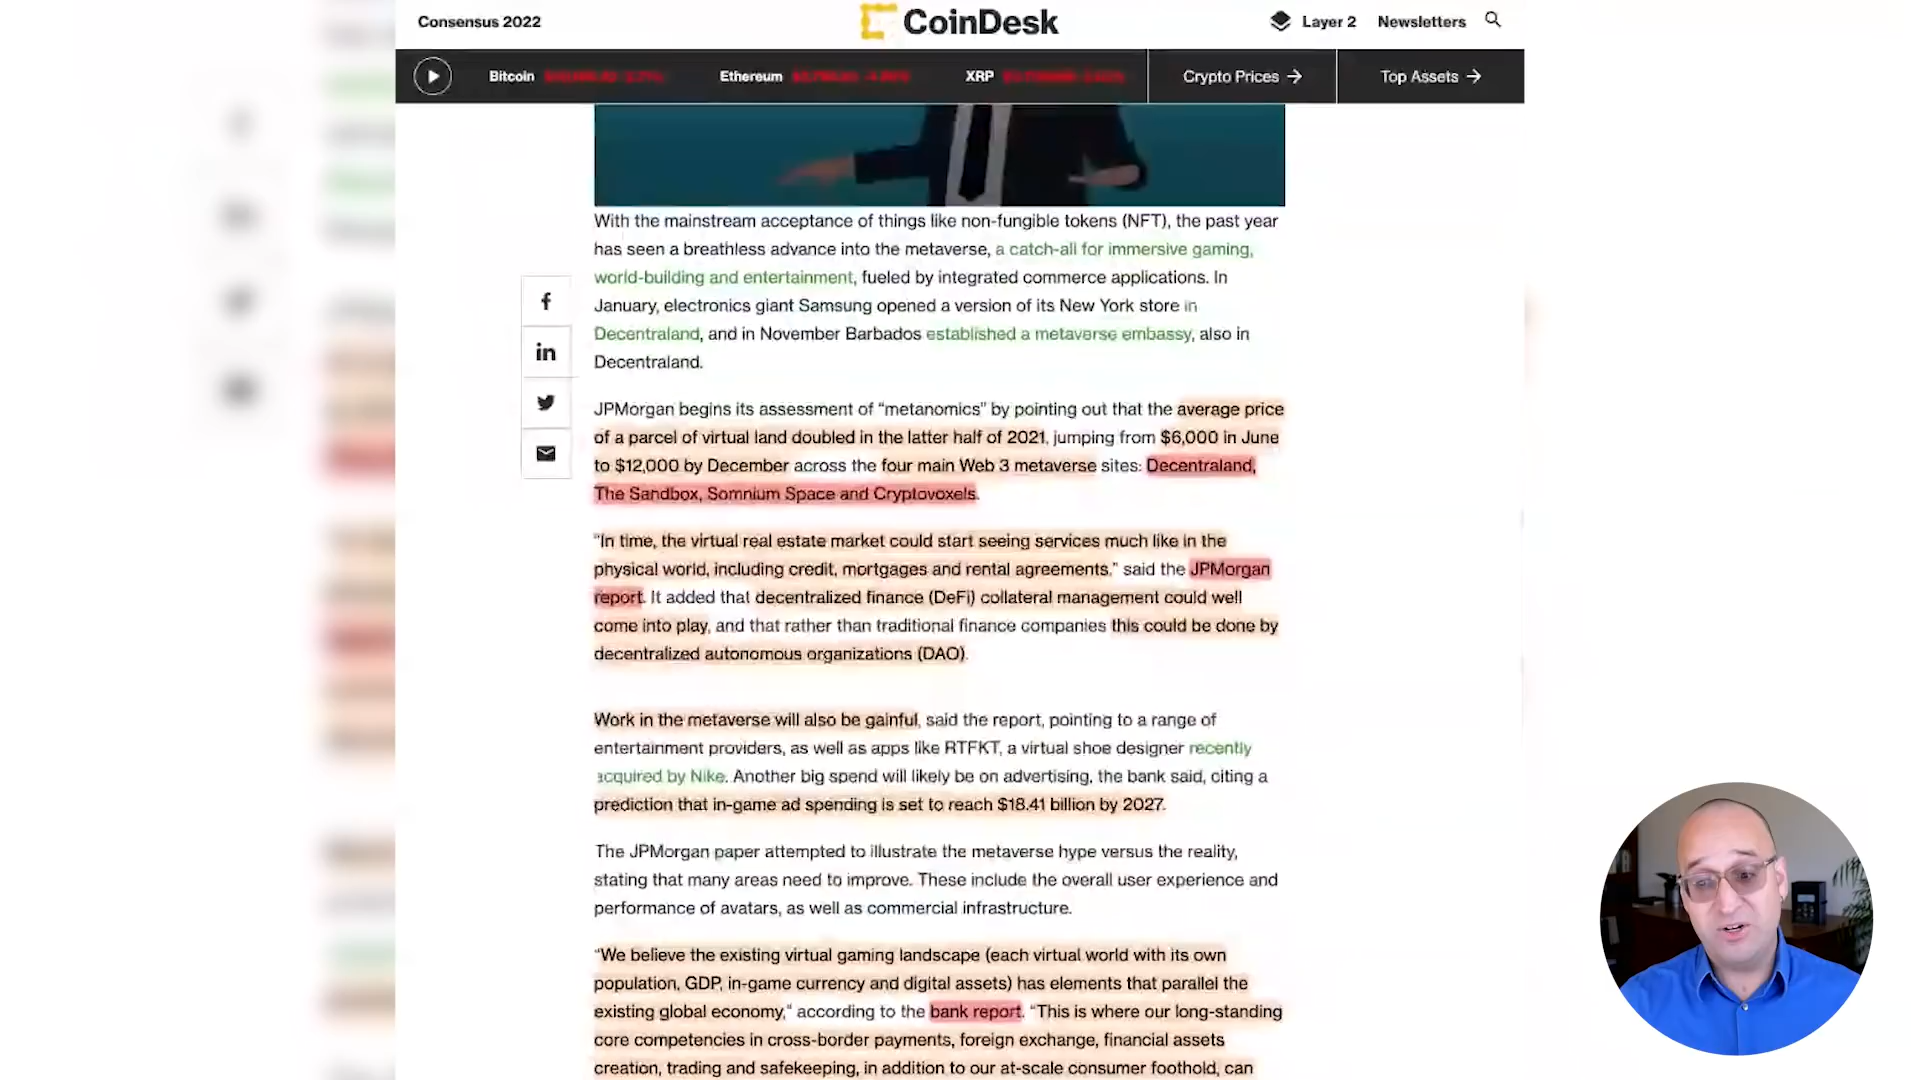 Consensus 2022
CoinDesk
Layer 2
Newsletters
Bitcoin
Ethereum
XRP
Crypto Prices →
Top Assets →
With the mainstream acceptance of things like non-fungible tokens (NFT), the past year
has seen a breathless advance into the metaverse, a catch-all for immersive gaming,
world-building and entertainment, fueled by integrated commerce applications. In
January, electronics giant Samsung opened a version of its New York store in
Decentraland, and in November Barbados established a metaverse embassy, also in
Decentraland.
JPMorgan begins its assessment of “metanomics” by pointing out that the average price
of a parcel of virtual land doubled in the latter half of 2021, jumping from $6,000 in June
to $12,000 by December across the four main Web 3 metaverse sites: Decentraland,
The Sandbox, Somnium Space and Cryptovoxels.
“In time, the virtual real estate market could start seeing services much like in the
physical world, including credit, mortgages and rental agreements,” said the JPMorgan
report. It added that decentralized finance (DeFi) collateral management could well
come into play, and that rather than traditional finance companies this could be done by
decentralized autonomous organizations (DAO).
Work in the metaverse will also be gainful, said the report, pointing to a range of
entertainment providers, as well as apps like RTFKT, a virtual shoe designer recently
acquired by Nike. Another big spend will likely be on advertising, the bank said, citing a
prediction that in-game ad spending is set to reach $18.41 billion by 2027.
The JPMorgan paper attempted to illustrate the metaverse hype versus the reality,
stating that many areas need to improve. These include the overall user experience and
performance of avatars, as well as commercial infrastructure.
“We believe the existing virtual gaming landscape (each virtual world with its own
population, GDP, in-game currency and digital assets) has elements that parallel the
existing global economy,” according to the bank report. “This is where our long-standing
core competencies in cross-border payments, foreign exchange, financial assets
creation, trading and safekeeping, in addition to our at-scale consumer foothold, can